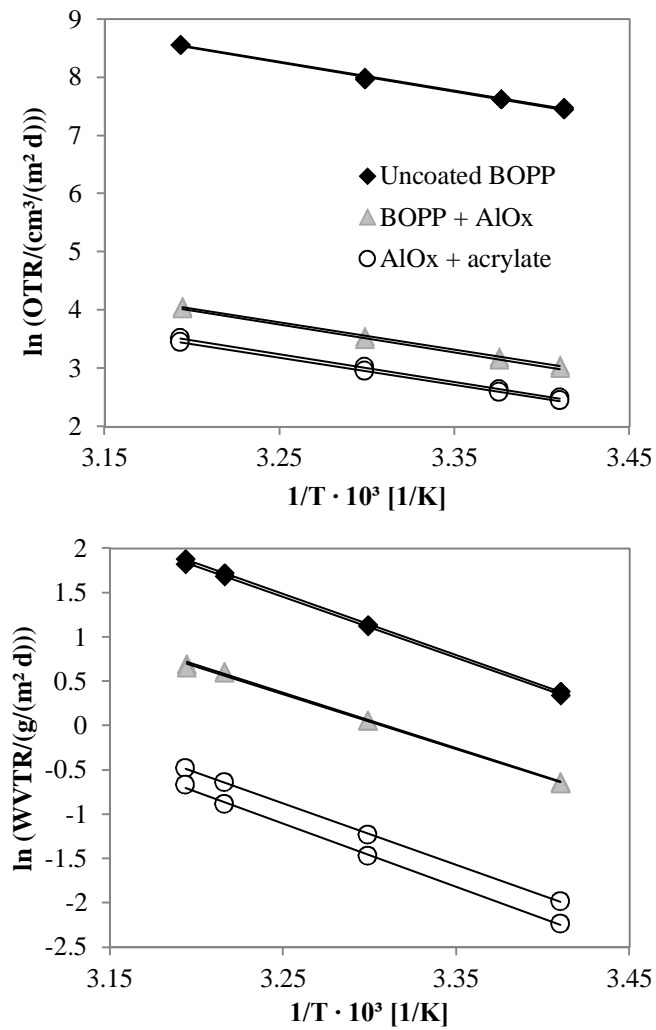 9
8
7
6
5
4
3
2
ln (OTR/(cm³/(m² d)))
Uncoated BOPP
BOPP + AlOx
AlOx + acrylate
3.15 3.25 3.35 3.45
1/T · 10³ [1/K]
2
1.5
1
0.5
0
-0.5
-1
-1.5
-2
-2.5
ln (WVTR/(g/(m² d)))
3.15 3.25 3.35 3.45
1/T · 10³ [1/K]